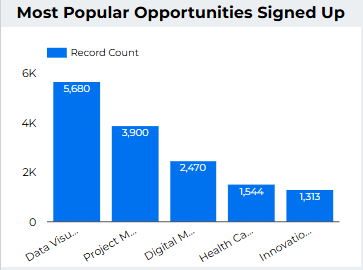 Most Popular Opportunities Signed Up
Record Count
6K
5,680
4K
3,900
2K
2,470
1,544
1,313
0
Data Visu...
Project M...
Digital M...
Health Ca...
Innovatio...